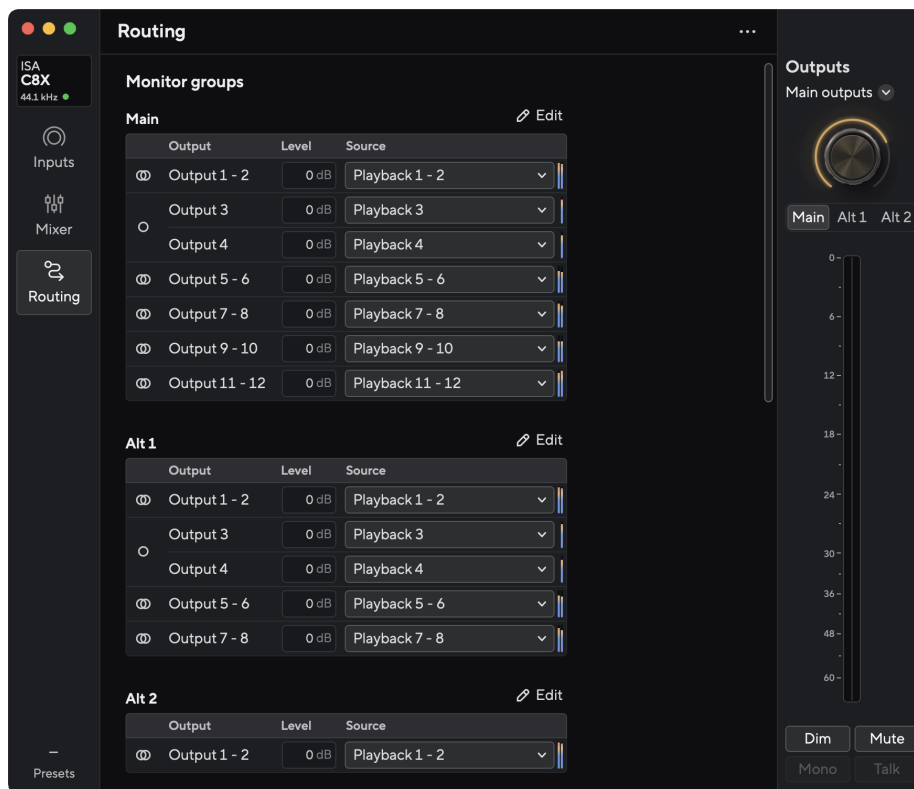 Routing
ISA
C8X
44.1 kHz
Inputs
Mixer
Routing
Presets
Monitor groups
Main
Edit
Output Level Source
Output 1 - 2 0 dB Playback 1 - 2
Output 3 0 dB Playback 3
Output 4 0 dB Playback 4
Output 5 - 6 0 dB Playback 5 - 6
Output 7 - 8 0 dB Playback 7 - 8
Output 9 - 10 0 dB Playback 9 - 10
Output 11 - 12 0 dB Playback 11 - 12
Alt 1
Edit
Output Level Source
Output 1 - 2 0 dB Playback 1 - 2
Output 3 0 dB Playback 3
Output 4 0 dB Playback 4
Output 5 - 6 0 dB Playback 5 - 6
Output 7 - 8 0 dB Playback 7 - 8
Alt 2
Edit
Output Level Source
Output 1 - 2 0 dB Playback 1 - 2
Outputs
Main outputs
Main Alt 1 Alt 2
0
6
12
18
24
30
36
48
60
Dim Mute
Mono Talk